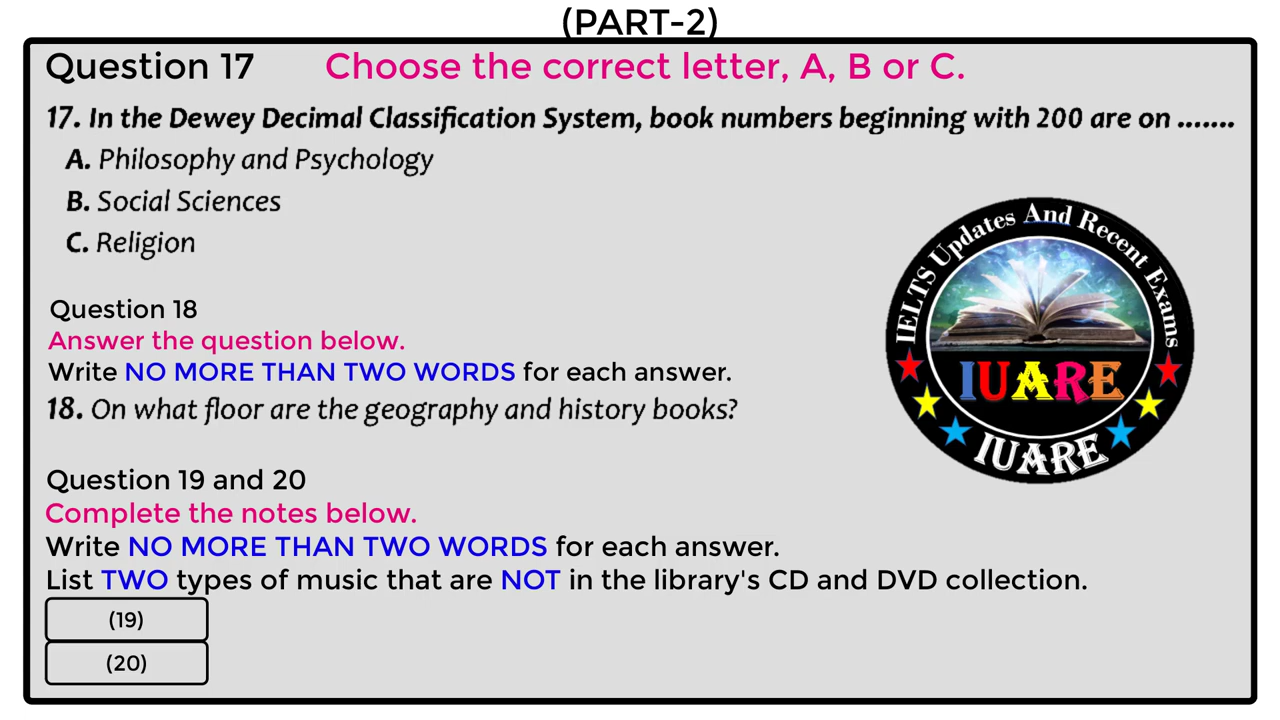 (PART-2)
Question 17 Choose the correct letter, A, B or C.
17. In the Dewey Decimal Classification System, book numbers beginning with 200 are on .......
A. Philosophy and Psychology
B. Social Sciences
C. Religion
IELTS Updates And Recent Exams
IUARE
IUARE
Question 18
Answer the question below.
Write NO MORE THAN TWO WORDS for each answer.
18. On what floor are the geography and history books?
Question 19 and 20
Complete the notes below.
Write NO MORE THAN TWO WORDS for each answer.
List TWO types of music that are NOT in the library's CD and DVD collection.
(19)
(20)